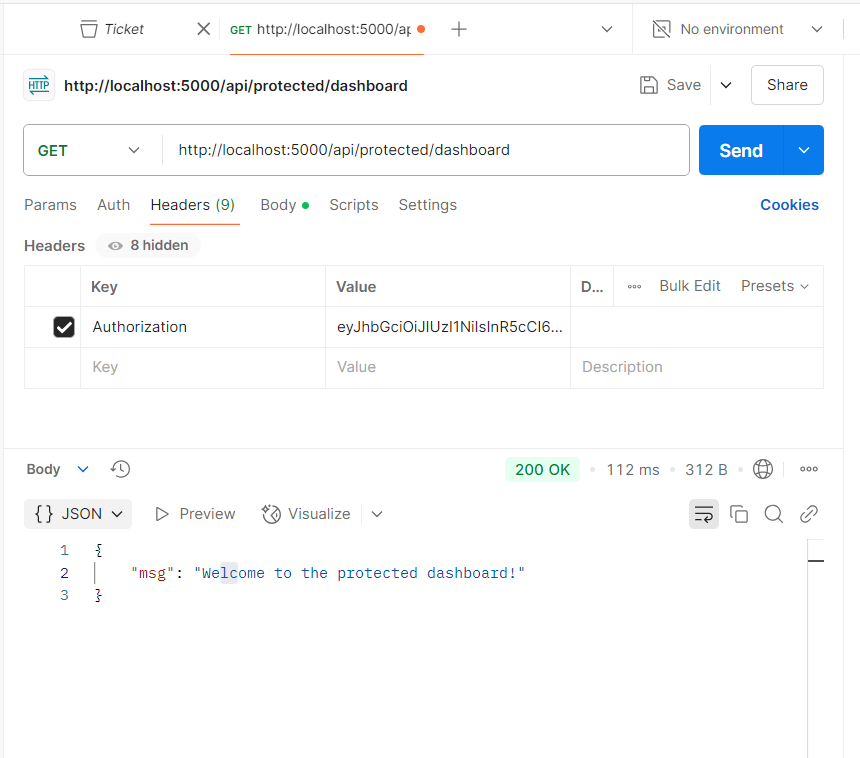 Ticket GET http://localhost:5000/ap No environment
HTTP http://localhost:5000/api/protected/dashboard Save Share
GET http://localhost:5000/api/protected/dashboard Send
Params Auth Headers (9) Body Scripts Settings Cookies
Headers 8 hidden
Key Value D... Bulk Edit Presets
Authorization eyJhbGciOiJIUzI1NiIsInR5cCI6...
Key Value Description
Body 200 OK 112 ms 312 B
{} JSON Preview Visualize
1 {
2 "msg": "Welcome to the protected dashboard!"
3 }